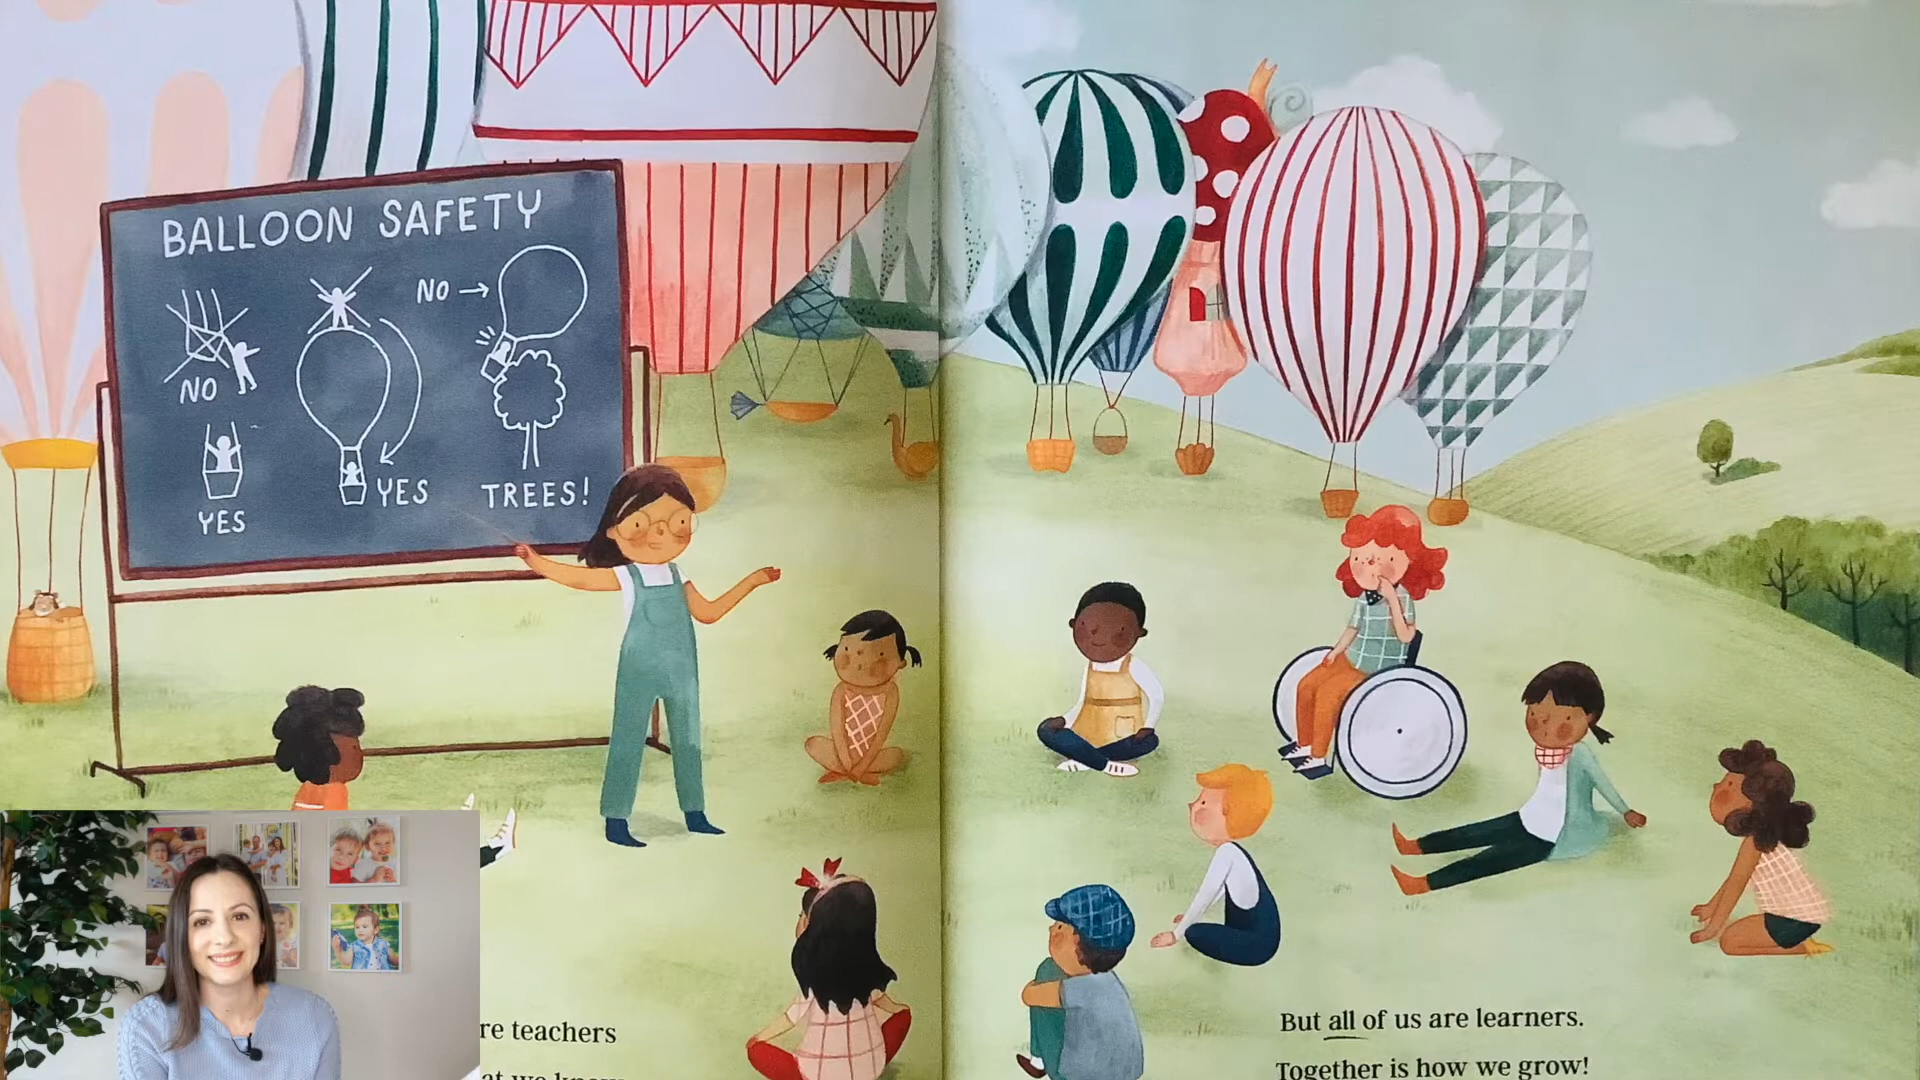 BALLOON SAFETY
NO →
NO
YES
YES
TREES!
re teachers
But all of us are learners.
Together is how we grow!